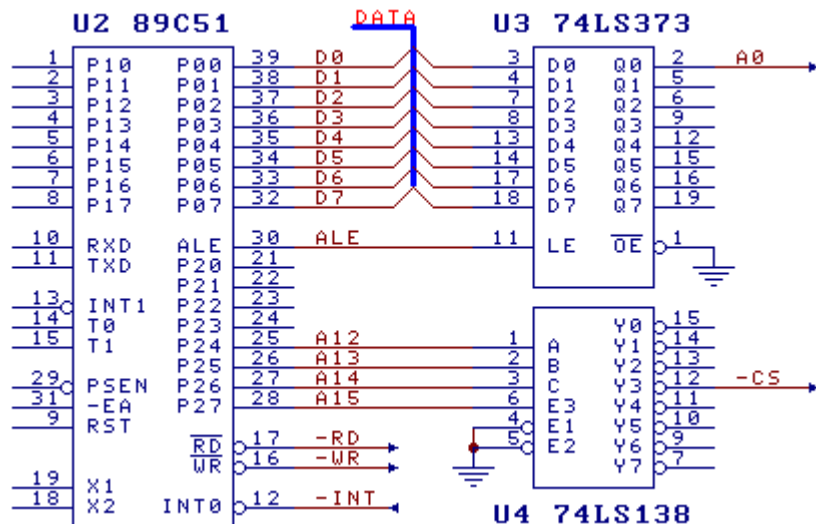 DATA
U2 89C51
U3 74LS373
1 P10 P00 39 D0 3 D0 Q0 2 A0
2 P11 P01 38 D1 4 D1 Q1 5
3 P12 P02 37 D2 7 D2 Q2 6
4 P13 P03 36 D3 8 D3 Q3 9
5 P14 P04 35 D4 13 D4 Q4 12
6 P15 P05 34 D5 14 D5 Q5 15
7 P16 P06 33 D6 17 D6 Q6 16
8 P17 P07 32 D7 18 D7 Q7 19
10 RXD ALE 30 ALE 11 LE OE 1
11 TXD P20 21
P21 22
13 INT1 P22 23
14 T0 P23 24 Y0 15
15 T1 P24 25 A12 1 A Y1 14
P25 26 A13 2 B Y2 13
29 PSEN P26 27 A14 3 C Y3 12 -CS
31 -EA P27 28 A15 6 E3 Y4 11
9 RST 4 E1 Y5 10
RD 17 -RD 5 E2 Y6 9
WR 16 -WR Y7 7
19 X1
18 X2 INT0 12 -INT
U4 74LS138